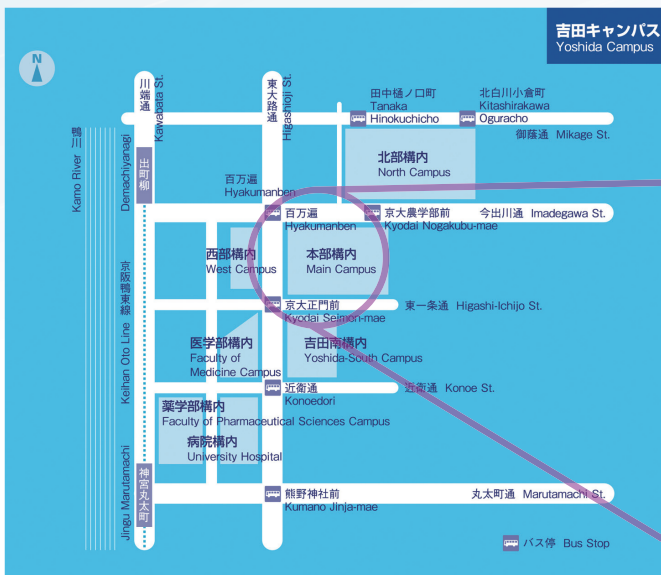 吉田キャンパス
Yoshida Campus
N
川端通
Kawabata St.
東大路通
Higashioji St.
田中樋ノ口町
Tanaka
Hinokuchicho
北白川小倉町
Kitashirakawa
Oguracho
御蔭通 Mikage St.
Kamo River 川鴨
Demachiyanagi
出町柳
北部構内
North Campus
百万遍
Hyakumanben
百万遍
Hyakumanben
京大農学部前
Kyodai Nogakubu-mae
今出川通 Imadegawa St.
西部構内
West Campus
本部構内
Main Campus
京阪鴨東線
Keihan Oto Line
京大正門前
Kyodai Seimon-mae
東一条通 Higashi-Ichijo St.
医学部構内
Faculty of
Medicine Campus
吉田南構内
Yoshida-South Campus
近衛通
Konoedori
近衛通 Konoe St.
薬学部構内
Faculty of Pharmaceutical Sciences Campus
病院構内
University Hospital
Jingu Marutamachi
神宮丸太町
熊野神社前
Kumano Jinja-mae
丸太町通 Marutamachi St.
バス停 Bus Stop